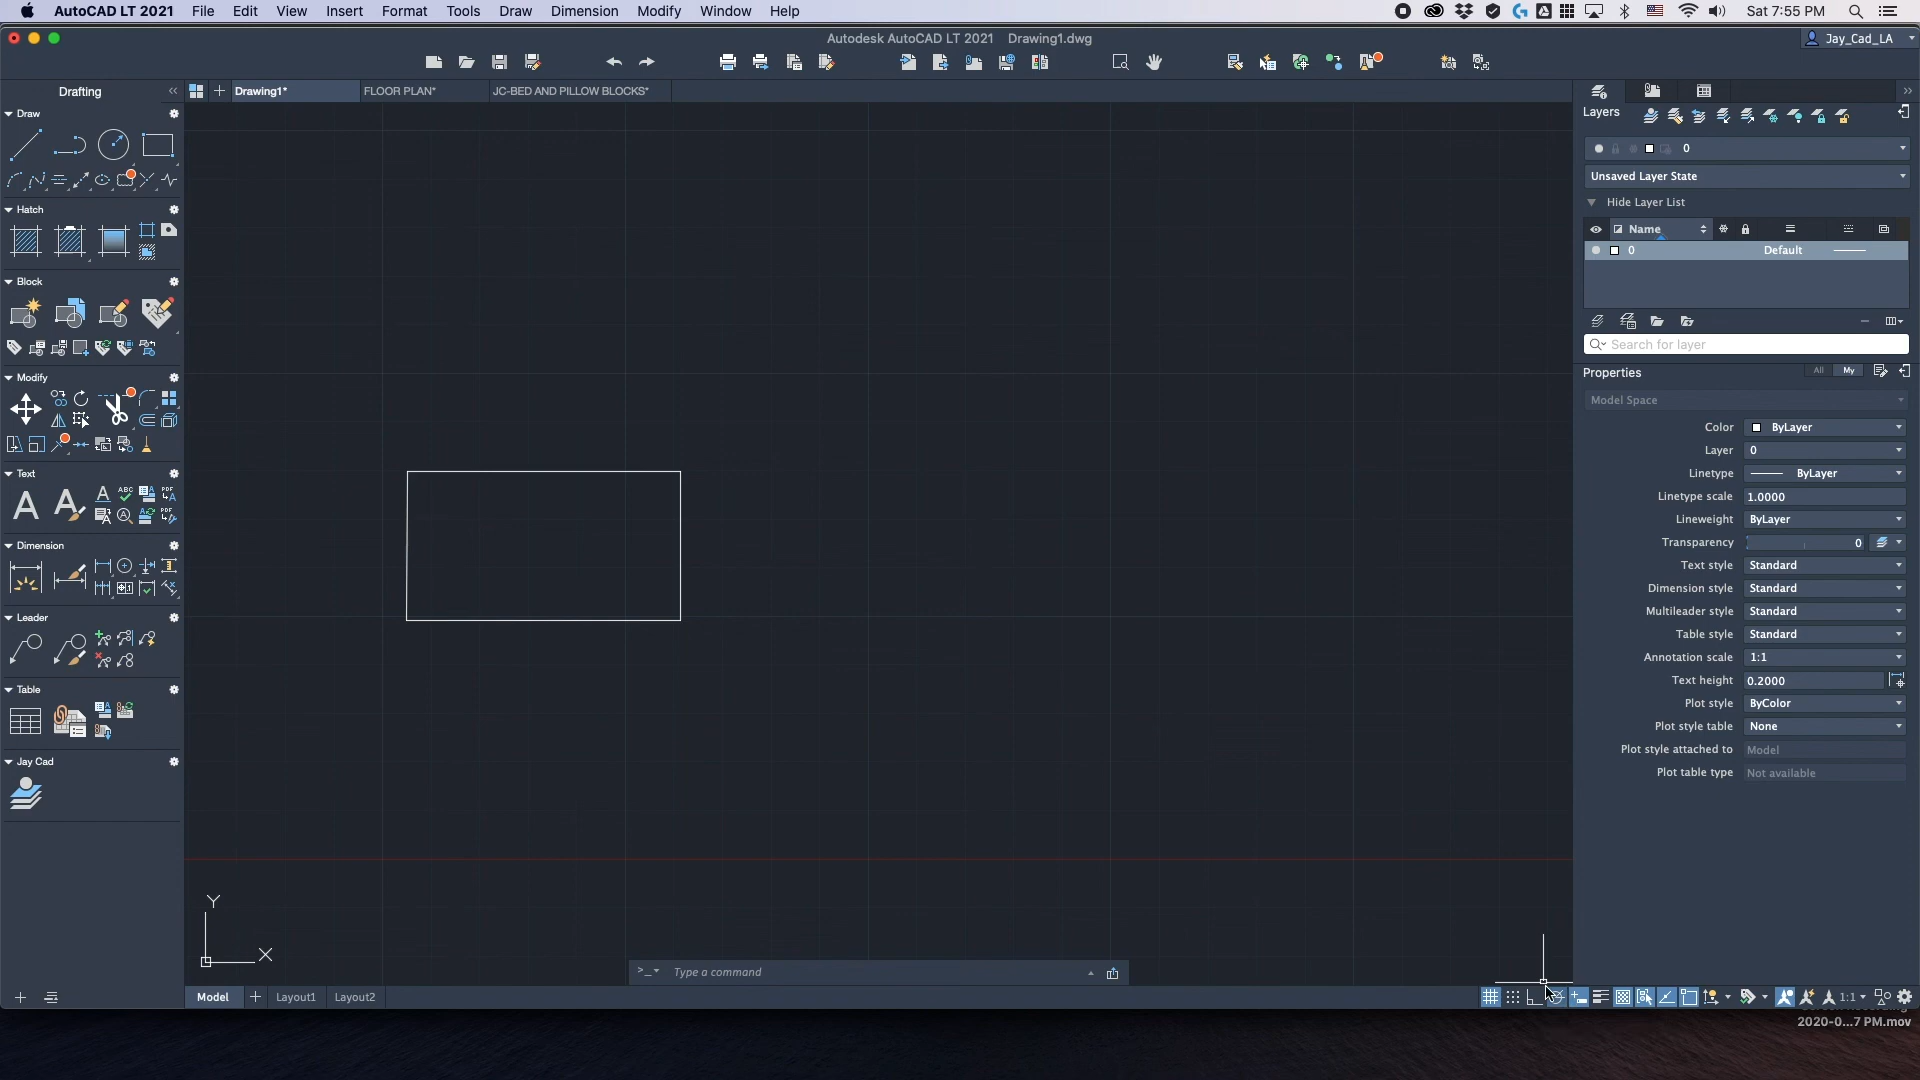 AutoCAD LT 2021 File Edit View Insert Format Tools Draw Dimension Modify Window Help Sat 7:55 PM
Autodesk AutoCAD LT 2021 Drawing1.dwg Jay_Cad_LA
Drafting Drawing1* FLOOR PLAN* JC-BED AND PILLOW BLOCKS*
Draw
Hatch
Block
Modify
Text
A A A ABC PDF A
A PDF
Dimension
Leader
Table
Jay Cad
Y
X
>_ Type a command
Model Layout1 Layout2
Layers
0
Unsaved Layer State
Hide Layer List
Name
0 Default
Search for layer
Properties All My
Model Space
Color ByLayer
Layer 0
Linetype ByLayer
Linetype scale 1.0000
Lineweight ByLayer
Transparency 0
Text style Standard
Dimension style Standard
Multileader style Standard
Table style Standard
Annotation scale 1:1
Text height 0.2000
Plot style ByColor
Plot style table None
Plot style attached to Model
Plot table type Not available
1:1
2020-0...7 PM.mov